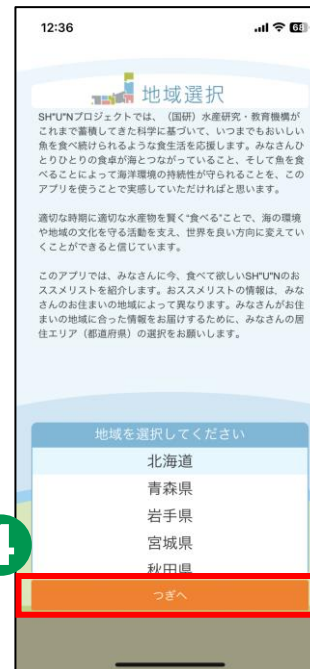 12:36
68
地域選択
SH"U"Nプロジェクトでは、（国研）水産研究・教育機構が
これまで蓄積してきた科学に基づいて、いつまでもおいしい
魚を食べ続けられるような食生活を応援します。みなさんひ
とりひとりの食卓が海とつながっていること、そして魚を食
べることによって海洋環境の持続性が守られることを、この
アプリを使うことで実感していただければと思います。
適切な時期に適切な水産物を賢く“食べる”ことで、海の環境
や地域の文化を守る活動を支え、世界を良い方向に変えてい
くことができると信じています。
このアプリでは、みなさんに今、食べて欲しいSH"U"Nのお
ススメリストを紹介します。おススメリストの情報は、みな
さんのお住まいの地域によって異なります。みなさんがお住
まいの地域に合った情報をお届けするために、みなさんの居
住エリア（都道府県）の選択をお願いします。
地域を選択してください
北海道
青森県
岩手県
宮城県
秋田県
4
つぎへ